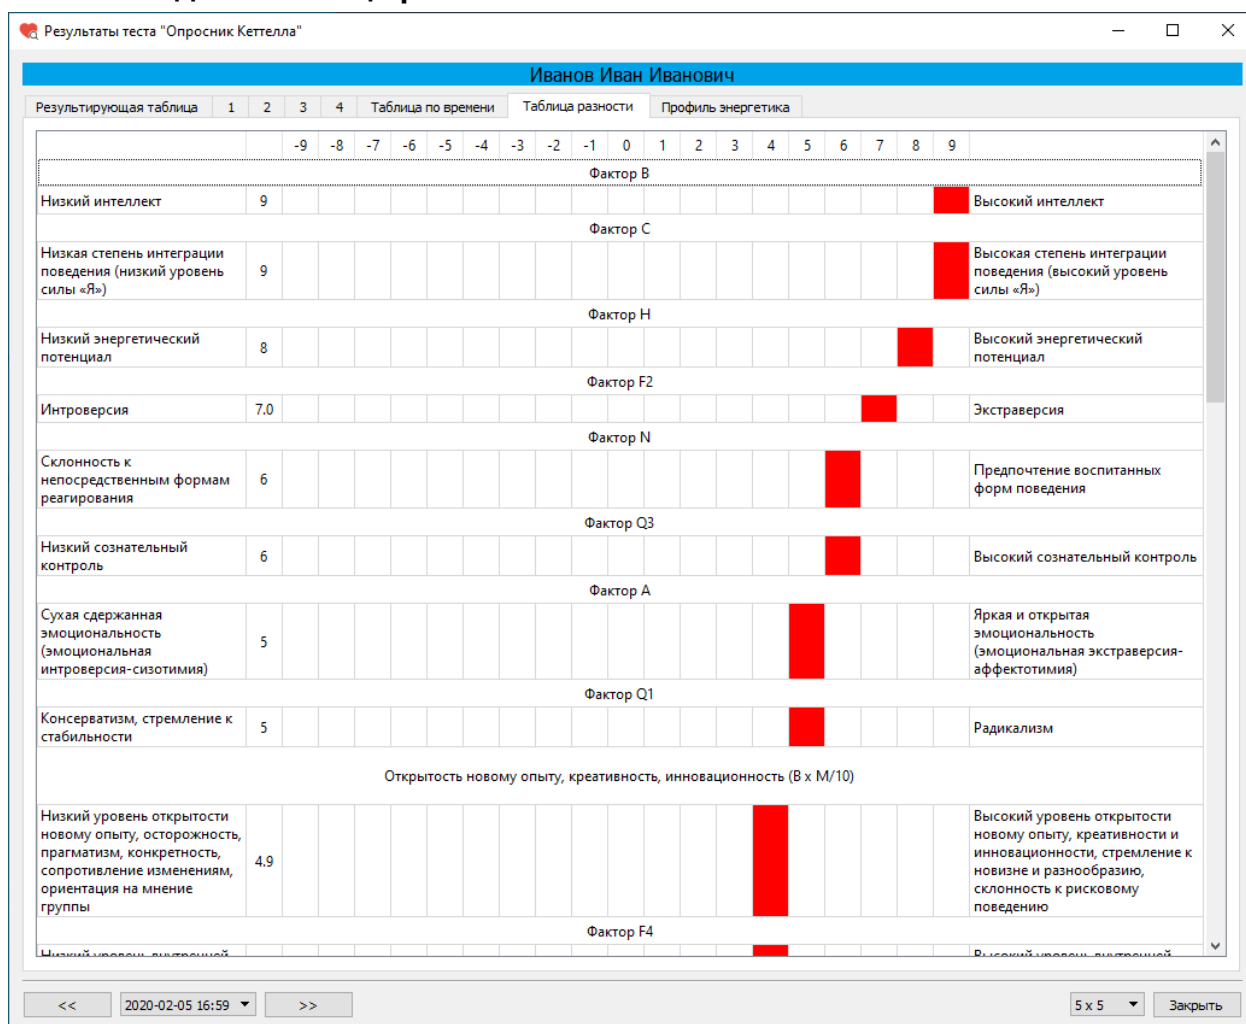 Результаты теста "Опросник Кеттелла"
Иванов Иван Иванович
Результирующая таблица 1 2 3 4 Таблица по времени Таблица разности Профиль энергетика
-9 -8 -7 -6 -5 -4 -3 -2 -1 0 1 2 3 4 5 6 7 8 9
Фактор B
Низкий интеллект 9 Высокий интеллект
Фактор C
Низкая степень интеграции
поведения (низкий уровень
силы «Я»)
9
Высокая степень интеграции
поведения (высокий уровень
силы «Я»)
Фактор H
Низкий энергетический
потенциал
8
Высокий энергетический
потенциал
Фактор F2
Интроверсия 7.0 Экстраверсия
Фактор N
Склонность к
непосредственным формам
реагирования
6
Предпочтение воспитанных
форм поведения
Фактор Q3
Низкий сознательный
контроль
6
Высокий сознательный контроль
Фактор A
Сухая сдержанная
эмоциональность
(эмоциональная
интроверсия-сизотимия)
5
Яркая и открытая
эмоциональность
(эмоциональная экстраверсия-
аффектотимия)
Фактор Q1
Консерватизм, стремление к
стабильности
5
Радикализм
Открытость новому опыту, креативность, инновационность (В х М/10)
Низкий уровень открытости
новому опыту, осторожность,
прагматизм, конкретность,
сопротивление изменениям,
ориентация на мнение
группы
4.9
Высокий уровень открытости
новому опыту, креативности и
инновационности, стремление к
новизне и разнообразию,
склонность к рисковому
поведению
Фактор F4
Низкий уровень внутренней
Высокий уровень внутренней
<< 2020-02-05 16:59 >> 5 x 5 Закрыть